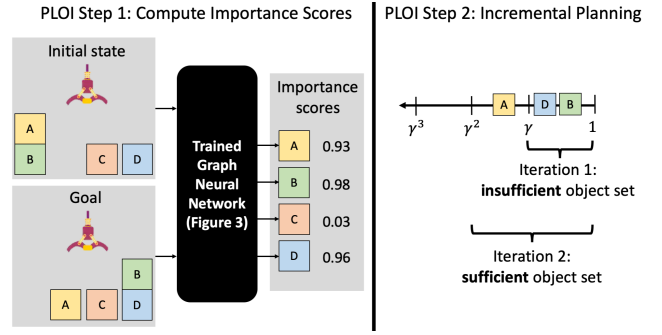 PLOI Step 1: Compute Importance Scores
Initial state
A
B
C
D
Goal
B
A
C
D
Trained
Graph
Neural
Network
(Figure 3)
Importance
scores
A 0.93
B 0.98
C 0.03
D 0.96
PLOI Step 2: Incremental Planning
A D B
γ³ γ² γ 1
Iteration 1:
insufficient object set
Iteration 2:
sufficient object set